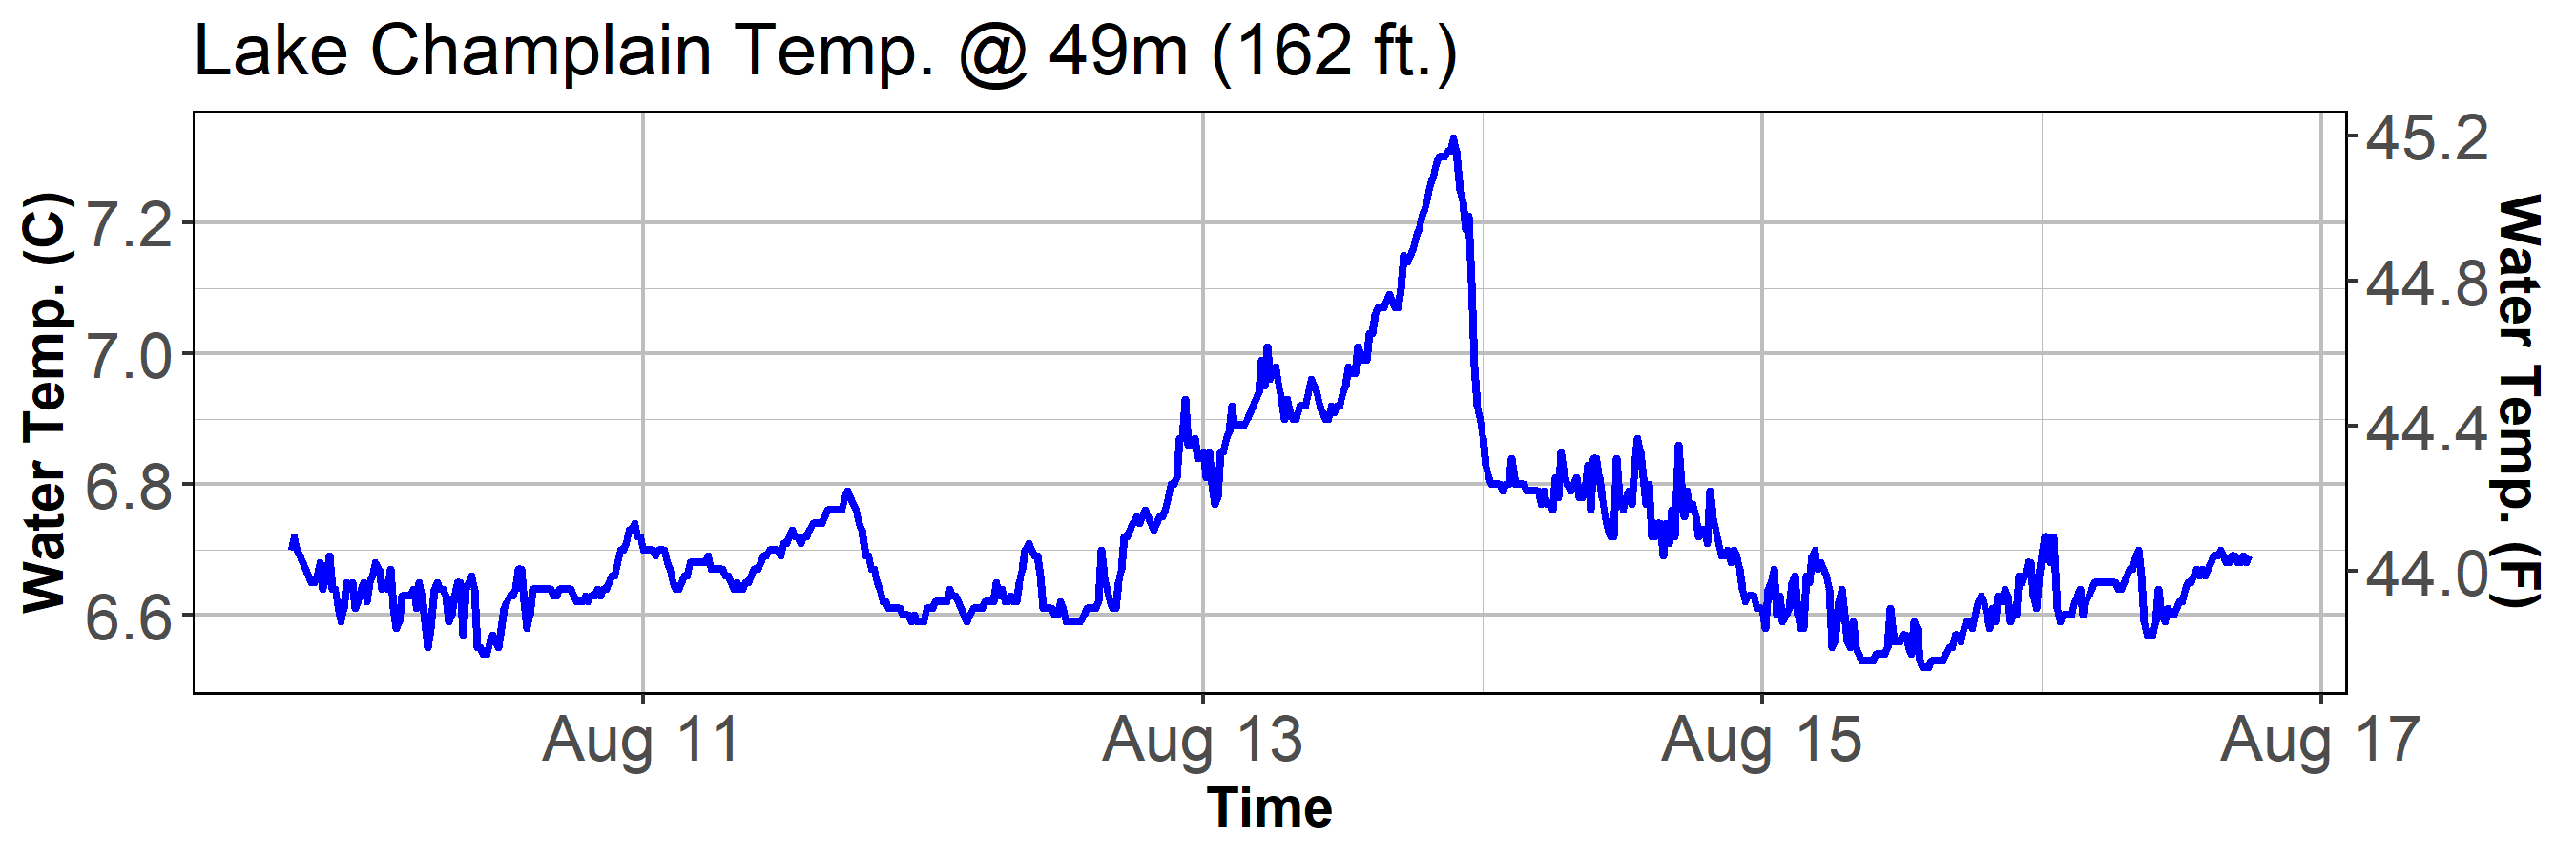 Lake Champlain Temp. @ 49m (162 ft.)
Water Temp. (C)
7.2
7.0
6.8
6.6
45.2
44.8
44.4
44.0
Water Temp. (F)
Aug 11 Aug 13 Aug 15 Aug 17
Time